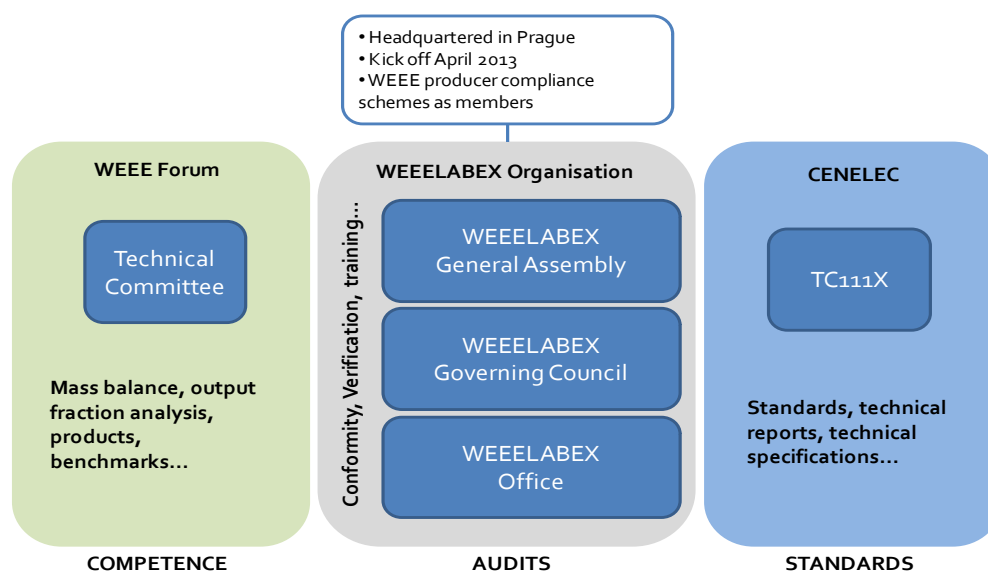 • Headquartered in Prague
• Kick off April 2013
• WEEE producer compliance
schemes as members
WEEE Forum
Technical
Committee
Mass balance, output
fraction analysis,
products,
benchmarks...
COMPETENCE
WEEELABEX Organisation
Conformity, Verification, training...
WEEELABEX
General Assembly
WEEELABEX
Governing Council
WEEELABEX
Office
AUDITS
CENELEC
TC111X
Standards, technical
reports, technical
specifications...
STANDARDS